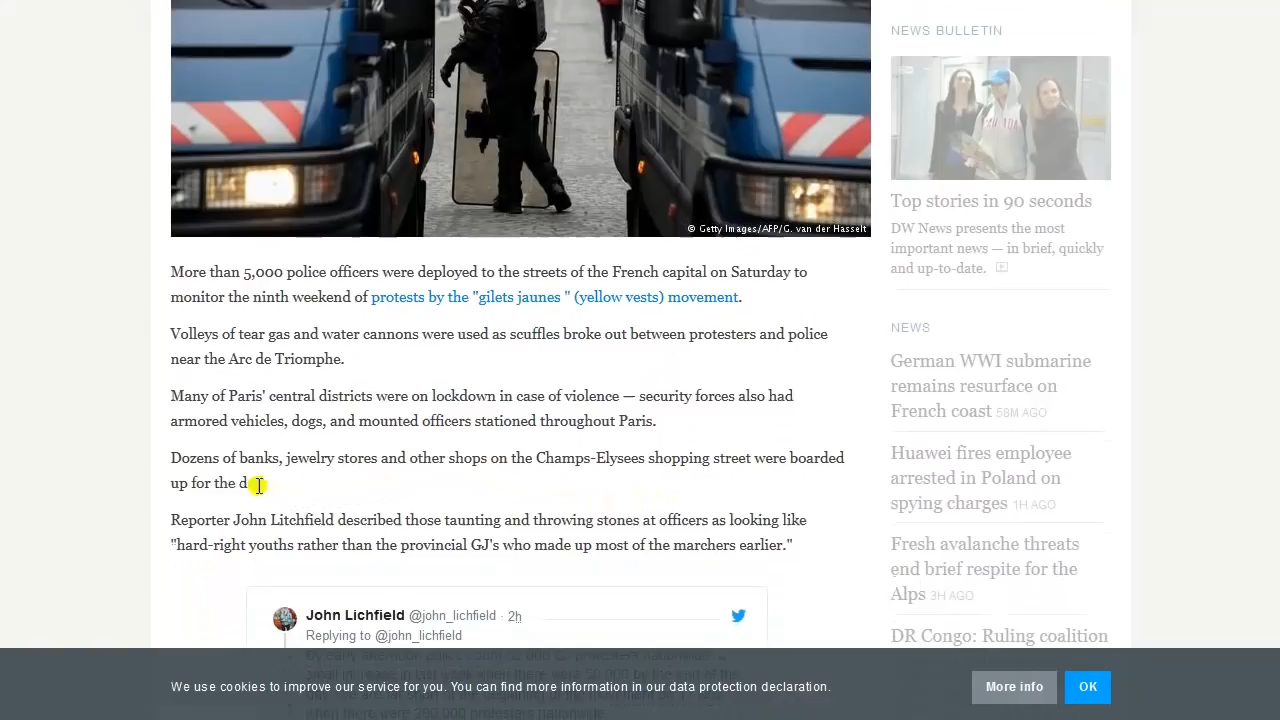 NEWS BULLETIN
CANADA
Top stories in 90 seconds
DW News presents the most
important news — in brief, quickly
and up-to-date.
© Getty Images/AFP/G. van der Hasselt
More than 5,000 police officers were deployed to the streets of the French capital on Saturday to
monitor the ninth weekend of protests by the "gilets jaunes " (yellow vests) movement.
Volleys of tear gas and water cannons were used as scuffles broke out between protesters and police
near the Arc de Triomphe.
Many of Paris' central districts were on lockdown in case of violence — security forces also had
armored vehicles, dogs, and mounted officers stationed throughout Paris.
Dozens of banks, jewelry stores and other shops on the Champs-Elysees shopping street were boarded
up for the d
Reporter John Litchfield described those taunting and throwing stones at officers as looking like
"hard-right youths rather than the provincial GJ's who made up most of the marchers earlier."
John Lichfield @john_lichfield · 2h
Replying to @john_lichfield
when there were 290,000 protesters nationwide.
NEWS
German WWI submarine
remains resurface on
French coast 58M AGO
Huawei fires employee
arrested in Poland on
spying charges 1H AGO
Fresh avalanche threats
end brief respite for the
Alps 3H AGO
DR Congo: Ruling coalition
We use cookies to improve our service for you. You can find more information in our data protection declaration.
More info
OK